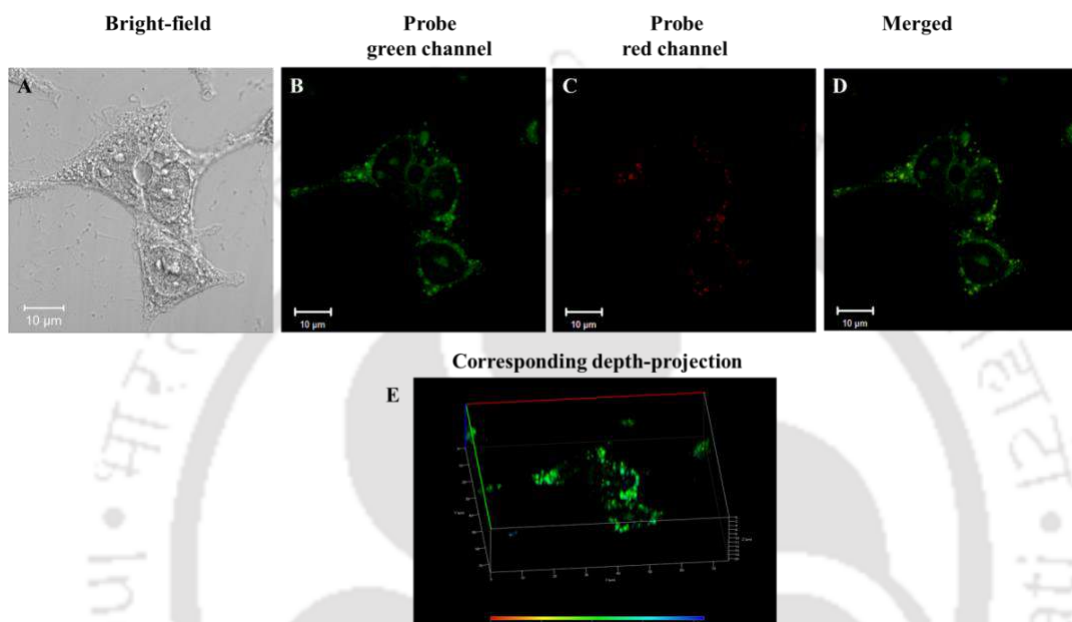 Bright-field
Probe
green channel
Probe
red channel
Merged
A
B
C
D
10 µm
10 µm
10 µm
10 µm
Corresponding depth-projection
E